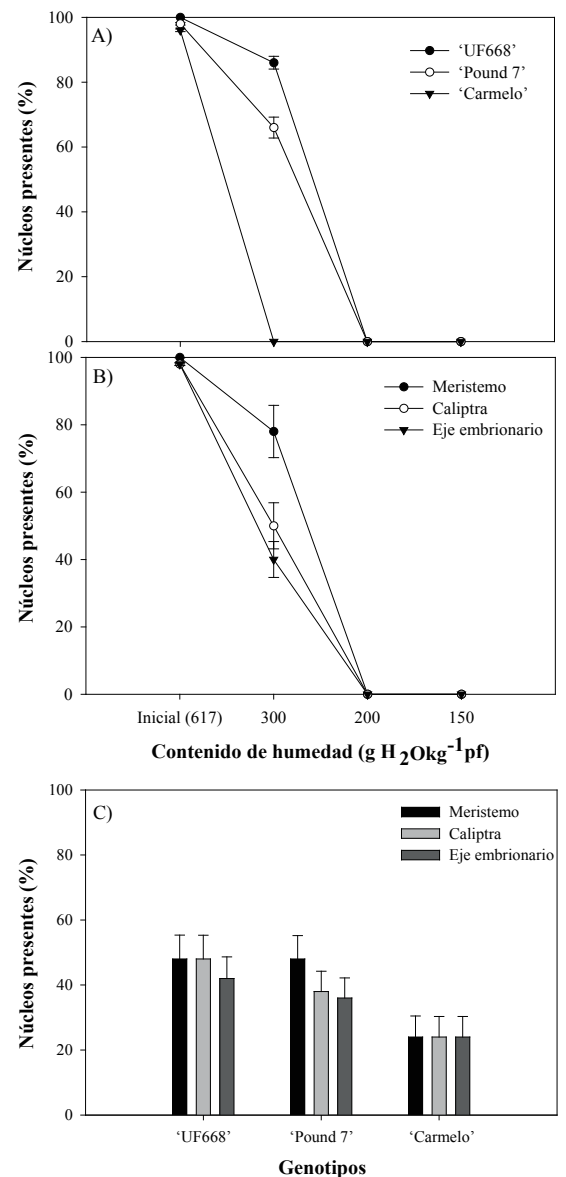 A)
‘UF668’
‘Pound 7’
‘Carmelo’
100
80
60
40
20
0
Núcleos presentes (%)
B)
Meristemo
Caliptra
Eje embrionario
100
80
60
40
20
0
Núcleos presentes (%)
Inicial (617) 300 200 150
Contenido de humedad (g H2Okg-1pf)
C)
Meristemo
Caliptra
Eje embrionario
100
80
60
40
20
0
Núcleos presentes (%)
‘UF668’ ‘Pound 7’ ‘Carmelo’
Genotipos